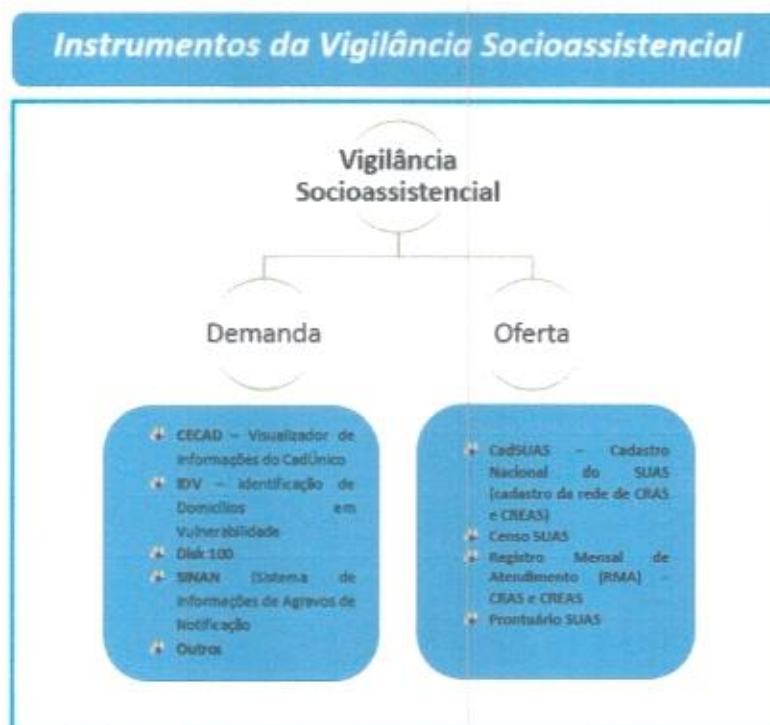 Instrumentos da Vigilância Socioassistencial
Vigilância
Socioassistencial
Demanda
Oferta
CECAD – Visualizador de
Informações do CadÚnico
IDV – Identificação de
Domicílios em
Vulnerabilidade
Disk 100
SINAN (Sistema de
Informações de Agravos de
Notificação
Outros
CadSUAS – Cadastro
Nacional do SUAS
(cadastro da rede de CRAS
e CREAS)
Censo SUAS
Registro Mensal de
Atendimento (RMA) –
CRAS e CREAS
Prontuário SUAS